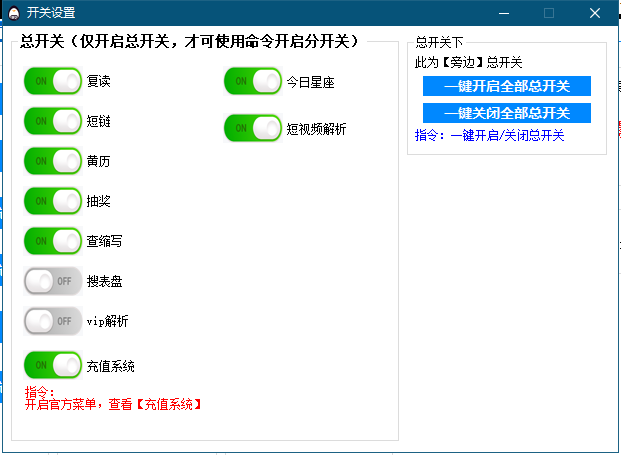 开关设置
总开关（仅开启总开关，才可使用命令开启分开关）
ON 复读
ON 短链
ON 黄历
ON 抽奖
ON 查缩写
OFF 搜表盘
OFF vip解析
ON 充值系统
指令：
开启官方菜单，查看【充值系统】
ON 今日星座
ON 短视频解析
总开关下
此为【旁边】总开关
一键开启全部总开关
一键关闭全部总开关
指令：一键开启/关闭总开关